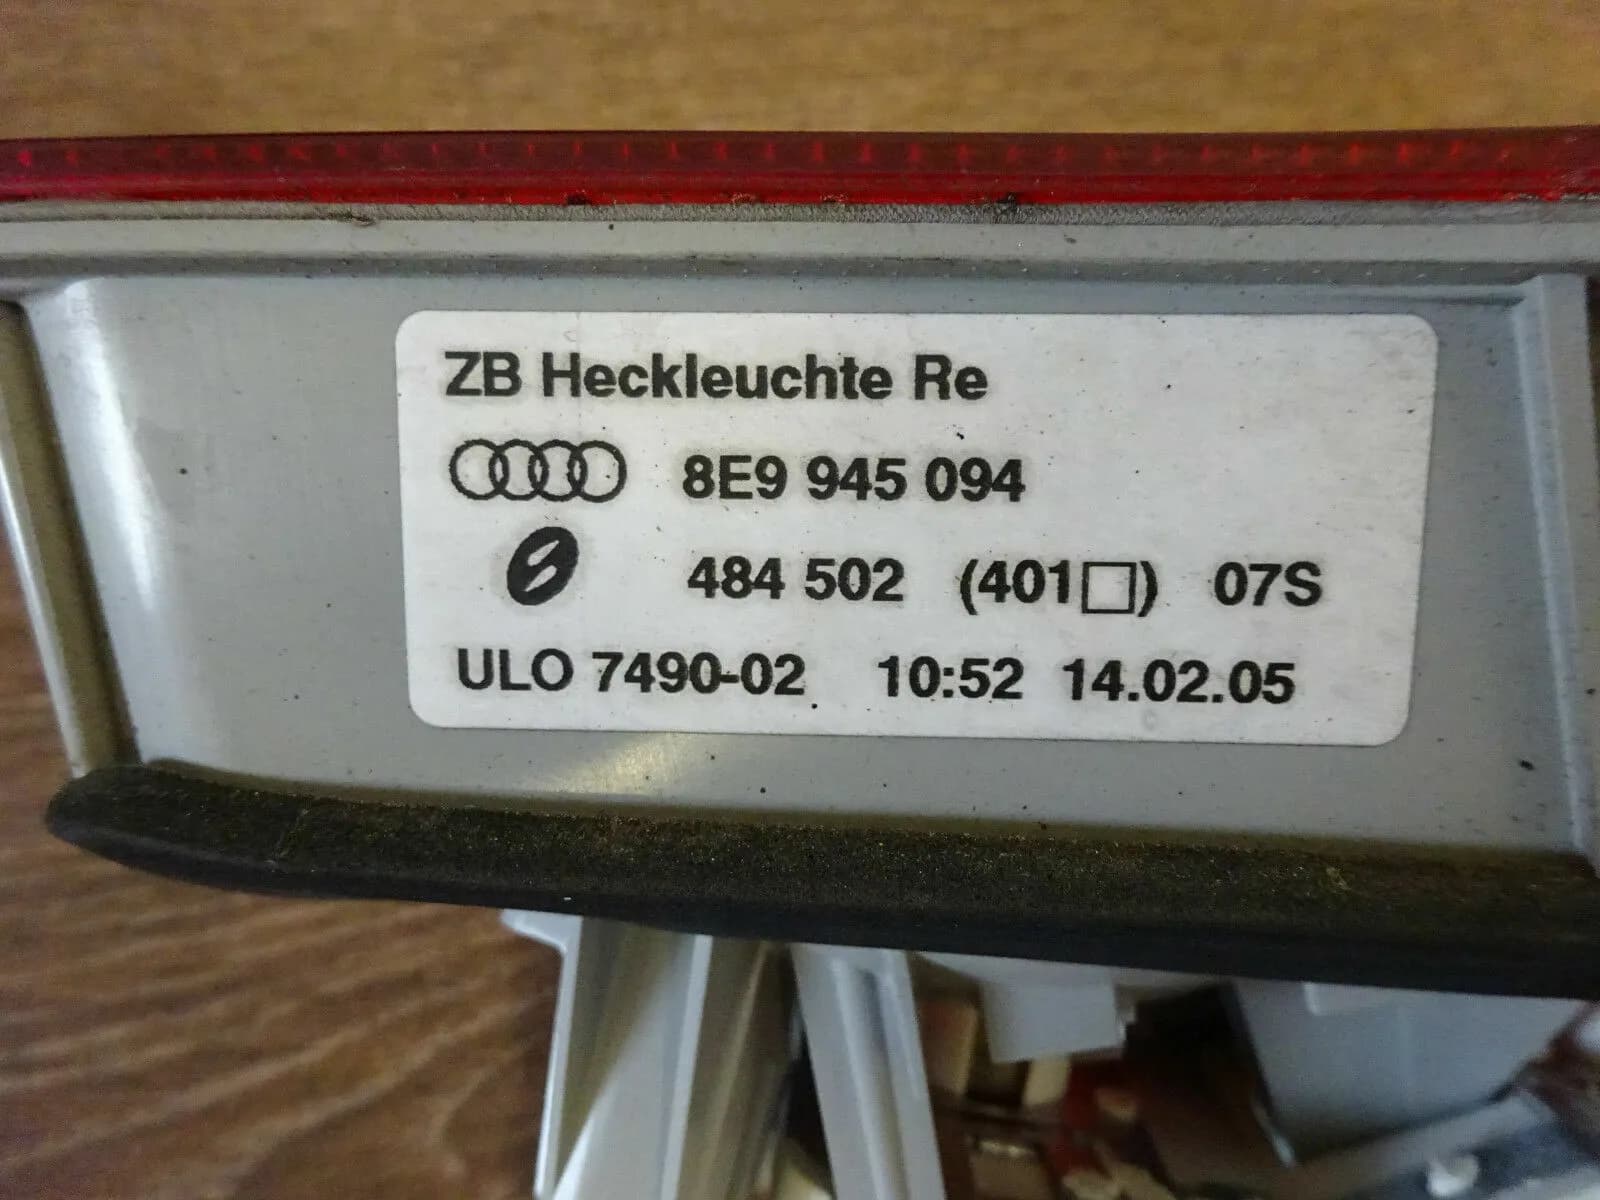 ZB Heckleuchte Re
8E9 945 094
484 502 (401□) 07S
ULO 7490-02 10:52 14.02.05